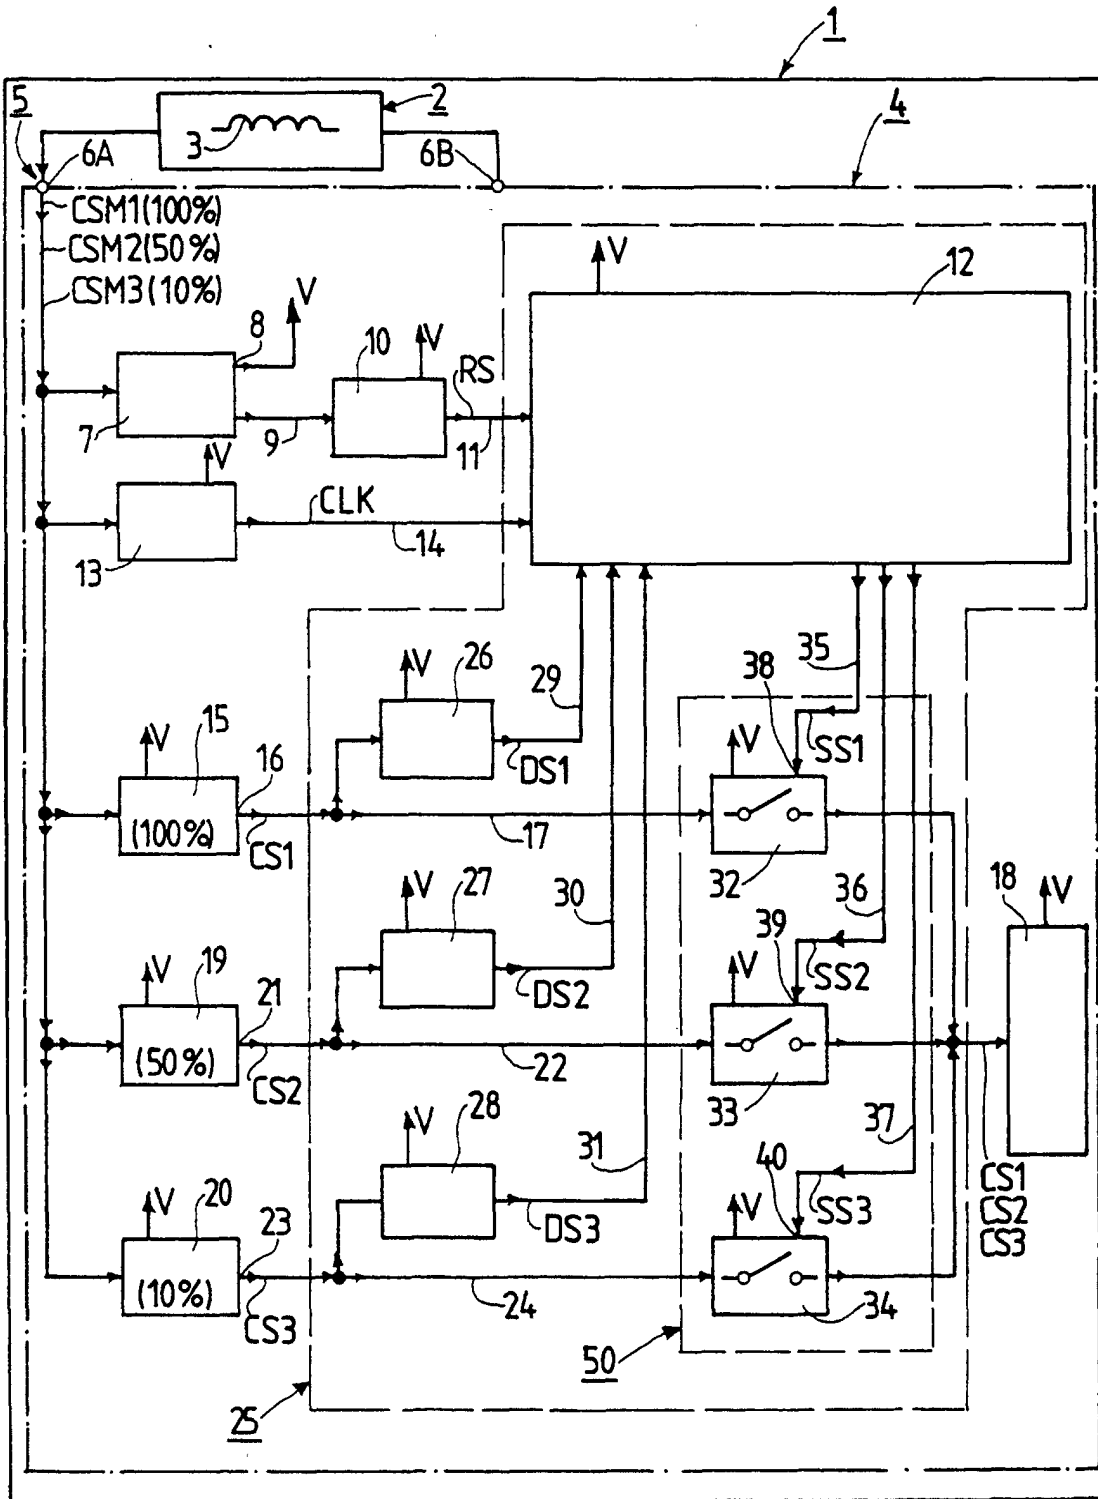 1
5
2
4
3
6A
6B
CSM1(100%)
CSM2(50%)
CSM3(10%)
V
V
12
8
10
V
RS
7
9
11
V
CLK
13
14
35
V
26
38
29
15
V
16
V
DS1
SS1
(100%)
CS1
17
32
27
30
36
18
V
39
V
19
V
21
V
DS2
SS2
(50%)
CS2
22
33
28
37
V
31
40
20
V
23
V
DS3
SS3
CS1
CS2
CS3
(10%)
CS3
24
34
50
25